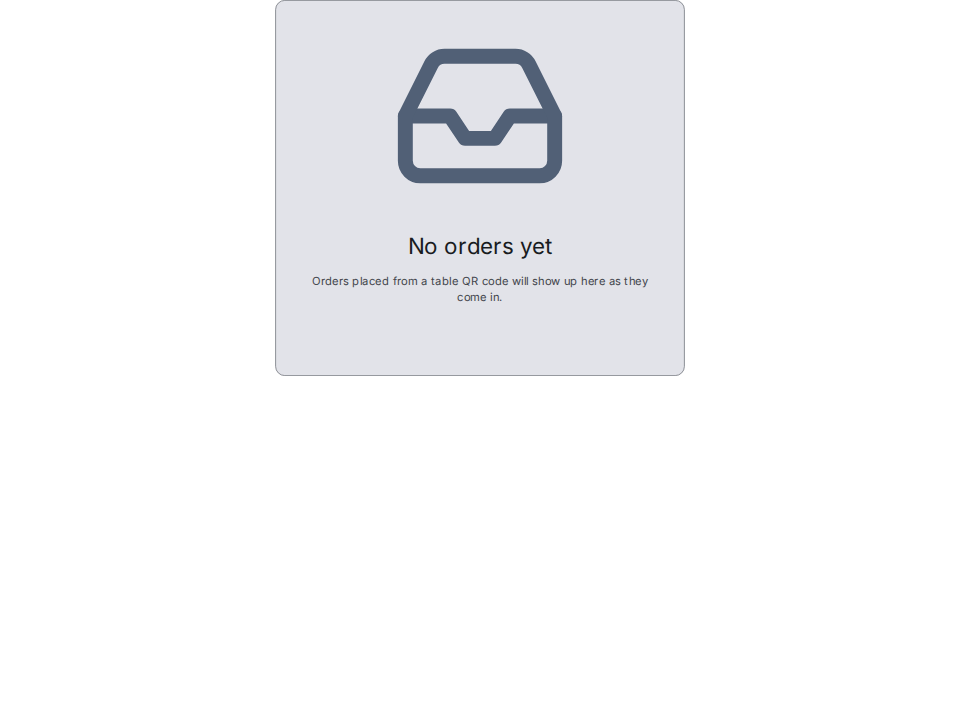 No orders yet
Orders placed from a table QR code will show up here as they
come in.